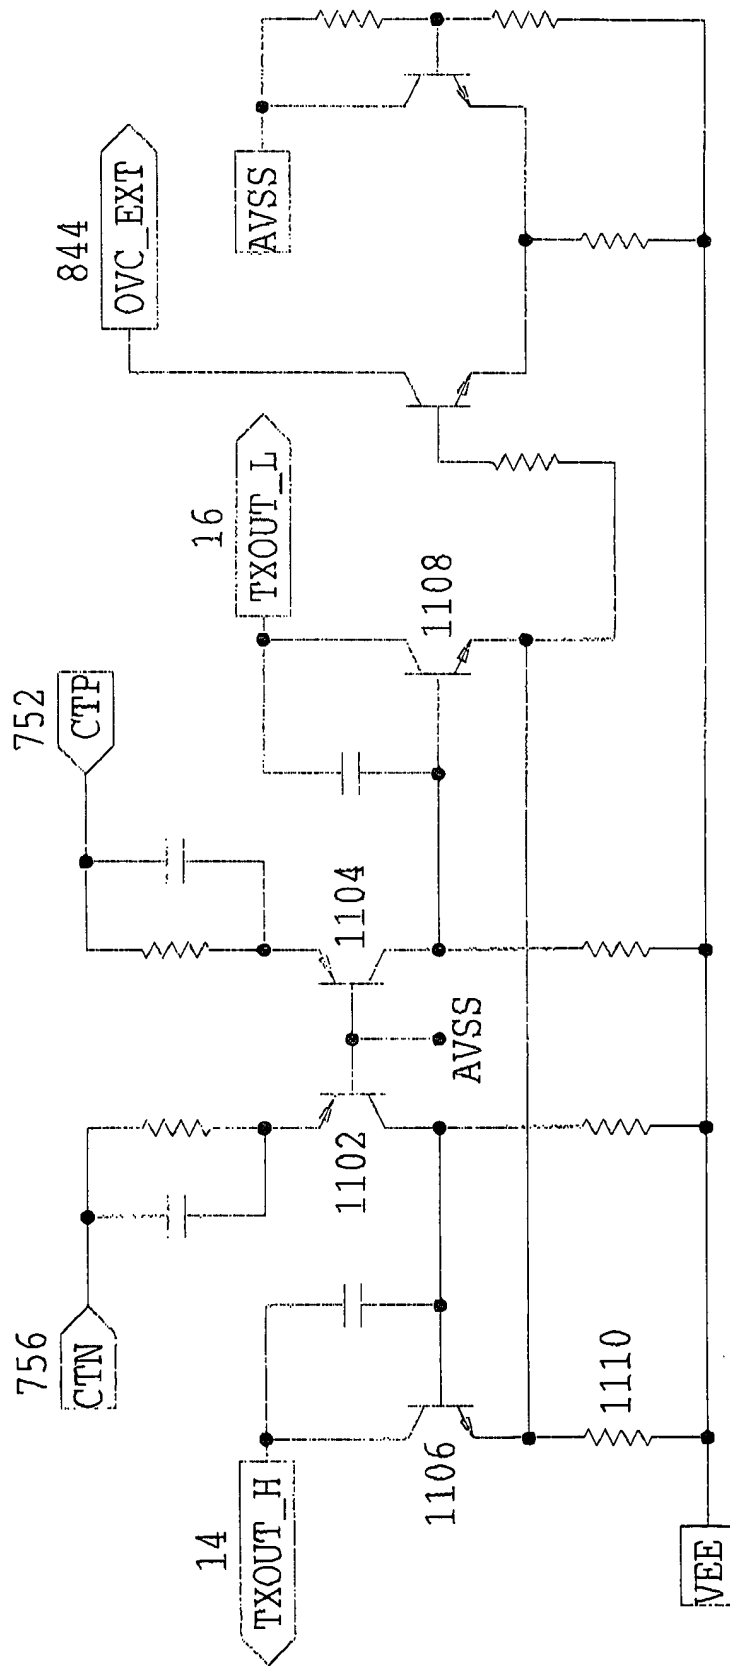 756
CTN
752
CTP
14
TXOUT_H
16
TXOUT_L
844
OVC_EXT
AVSS
1102
1104
AVSS
1106
1108
1110
VEE